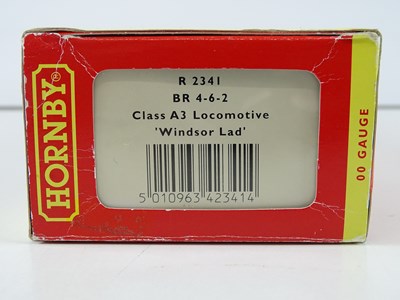 HORNBY®
R 2341
BR 4-6-2
Class A3 Locomotive
'Windsor Lad'
5 010963 423414
00 GAUGE